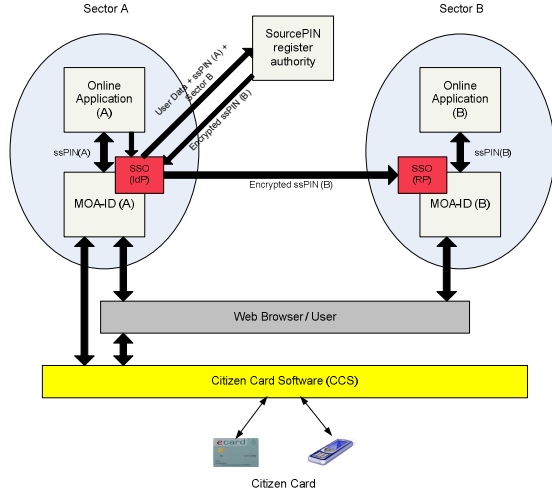 Sector A
Sector B
SourcePIN
register
authority
User Data + ssPIN (A) +
Sector B
Encrypted ssPIN (B)
Online
Application
(A)
Online
Application
(B)
ssPIN(A)
ssPIN(B)
SSO
(IdP)
SSO
(RP)
Encrypted ssPIN (B)
MOA-ID (A)
MOA-ID (B)
Web Browser / User
Citizen Card Software (CCS)
ecard
Citizen Card